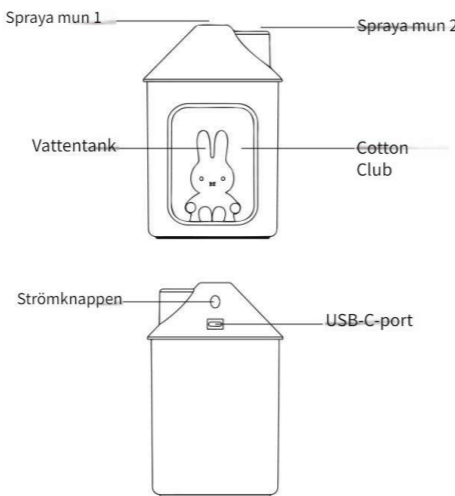 Spraya mun 1
Spraya mun 2
Vattentank
Cotton
Club
Strömknappen
USB-C-port